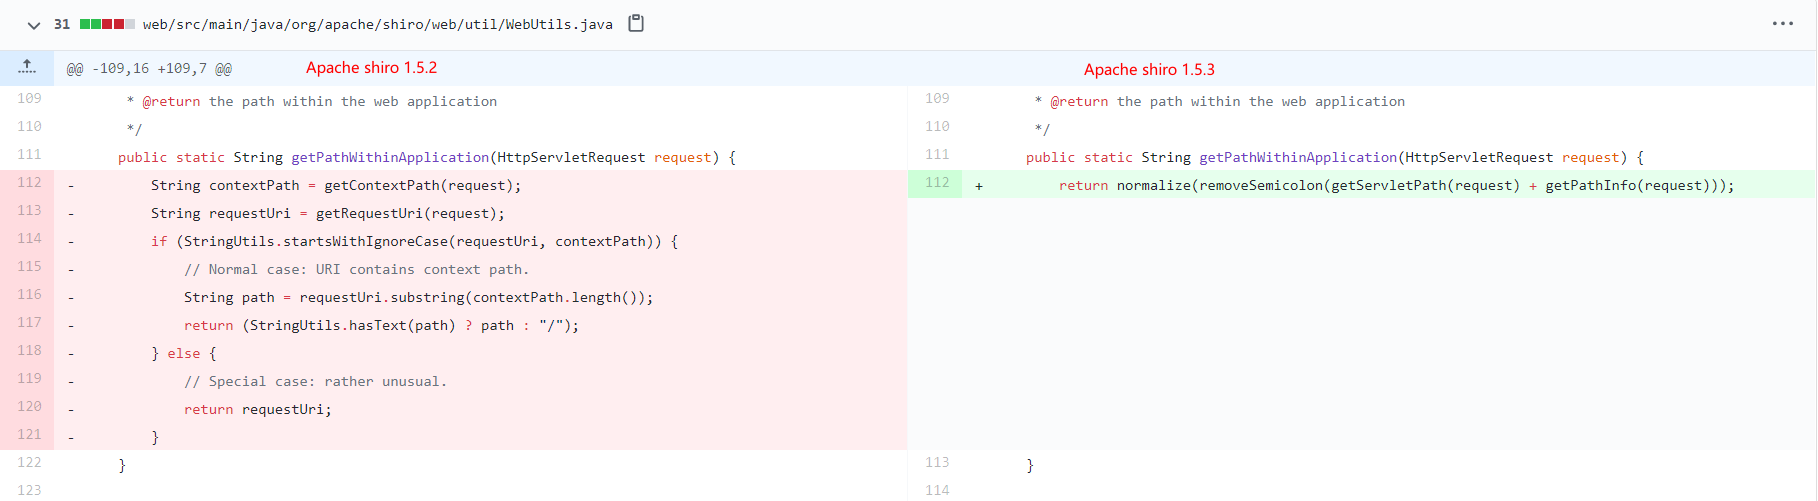 31 web/src/main/java/org/apache/shiro/web/util/WebUtils.java
@@ -109,16 +109,7 @@ Apache shiro 1.5.2 Apache shiro 1.5.3
109 * @return the path within the web application
110 */
111 public static String getPathWithinApplication(HttpServletRequest request) {
112 - String contextPath = getContextPath(request);
113 - String requestUri = getRequestUri(request);
114 - if (StringUtils.startsWithIgnoreCase(requestUri, contextPath)) {
115 - // Normal case: URI contains context path.
116 - String path = requestUri.substring(contextPath.length());
117 - return (StringUtils.hasText(path) ? path : "/");
118 - } else {
119 - // Special case: rather unusual.
120 - return requestUri;
121 - }
122 }
123
109 * @return the path within the web application
110 */
111 public static String getPathWithinApplication(HttpServletRequest request) {
112 + return normalize(removeSemicolon(getServletPath(request) + getPathInfo(request)));
113 }
114